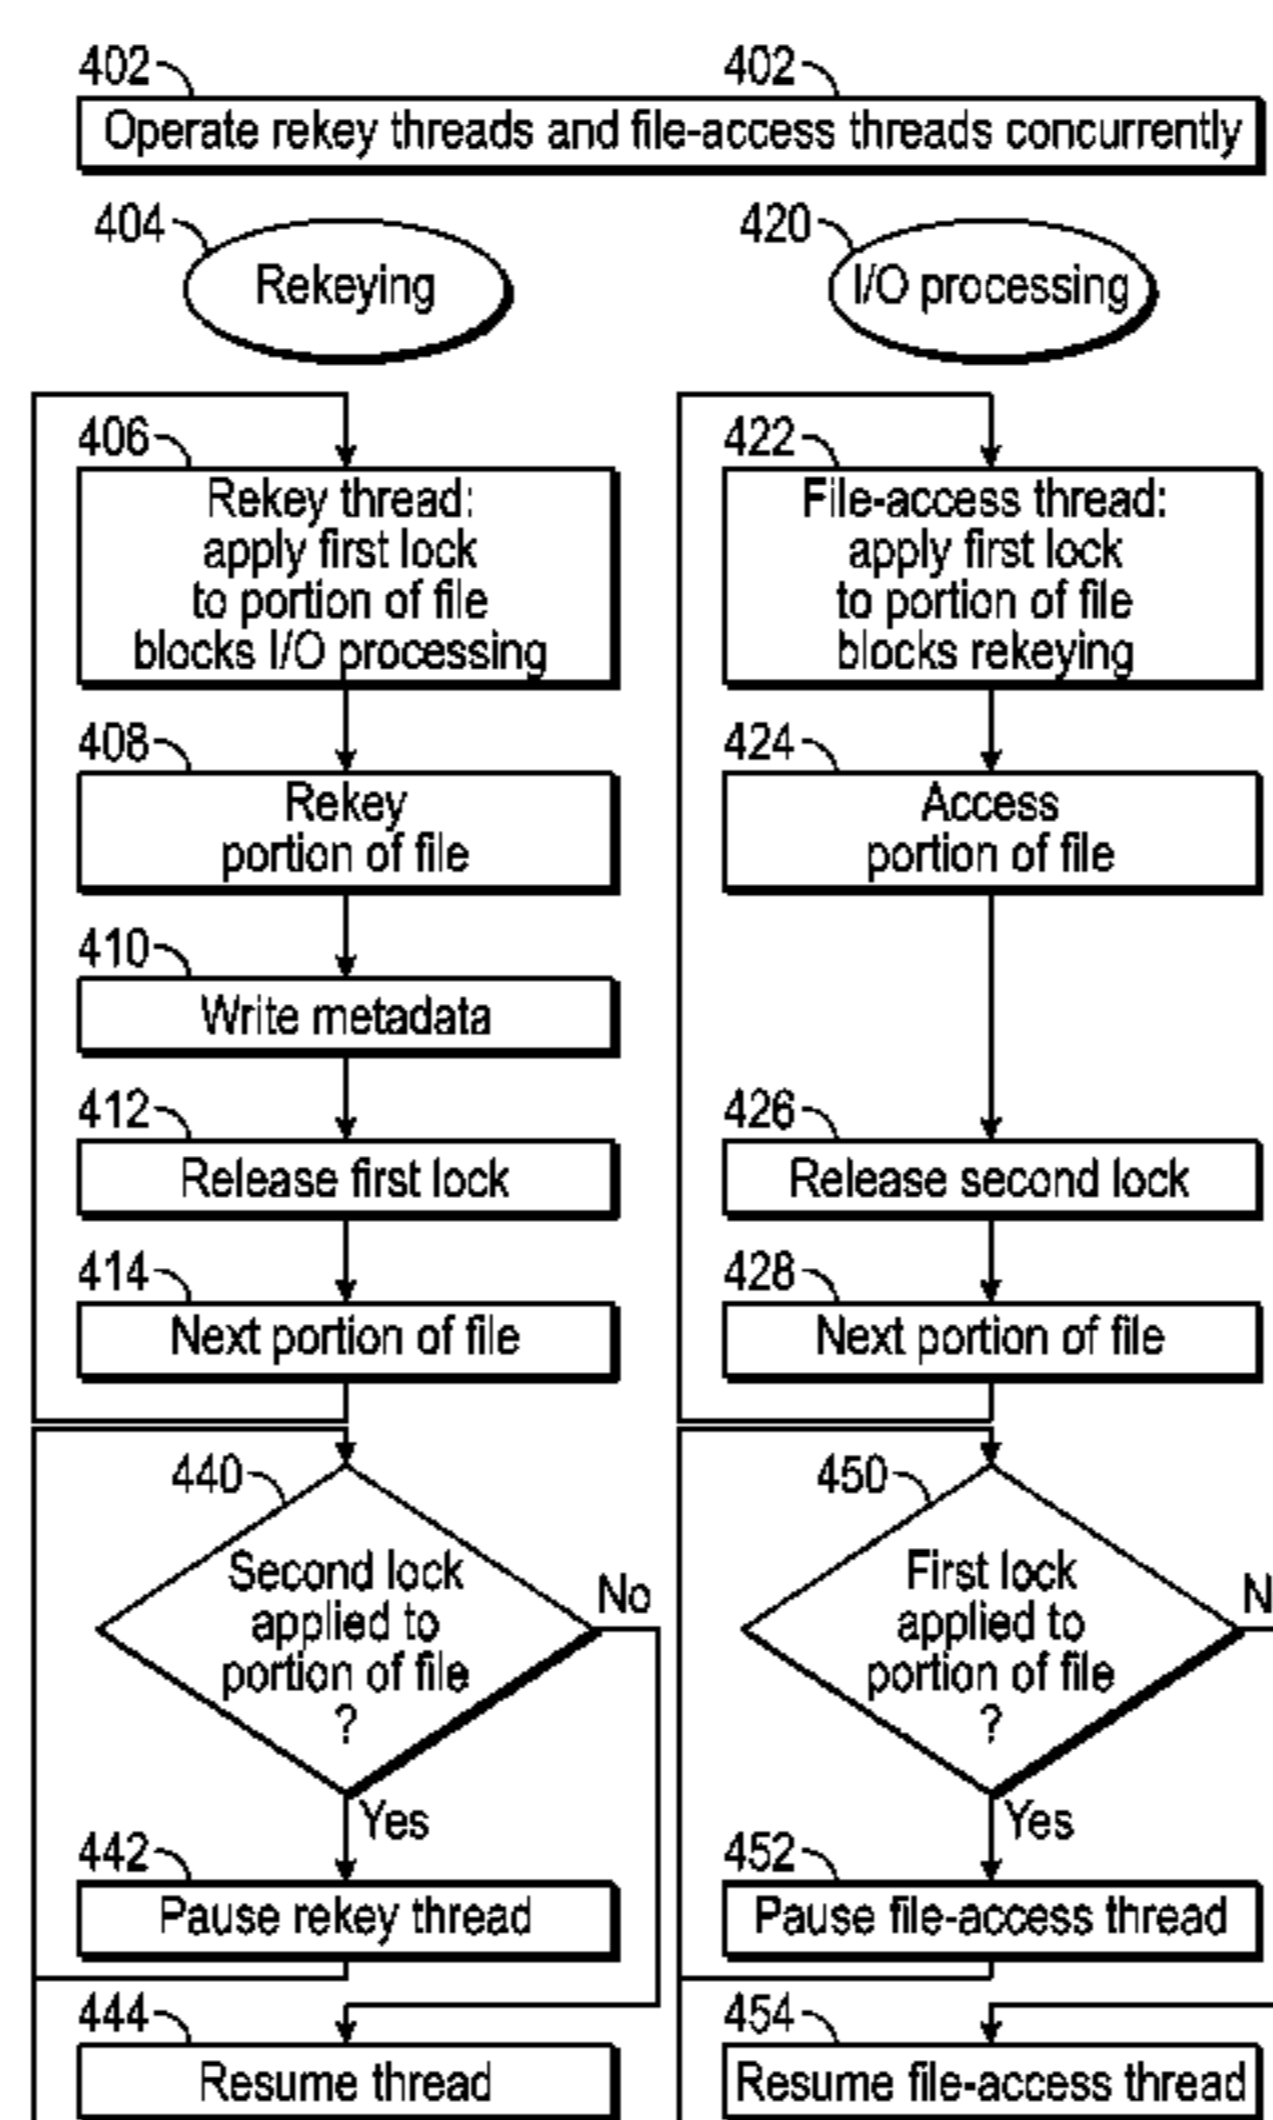 402
402
Operate rekey threads and file-access threads concurrently
404
Rekeying
406
Rekey thread:
apply first lock
to portion of file
blocks I/O processing
408
Rekey
portion of file
410
Write metadata
412
Release first lock
414
Next portion of file
440
Second lock
applied to
portion of file
?
No
Yes
442
Pause rekey thread
444
Resume thread
420
I/O processing
422
File-access thread:
apply first lock
to portion of file
blocks rekeying
424
Access
portion of file
426
Release second lock
428
Next portion of file
450
First lock
applied to
portion of file
?
N
Yes
452
Pause file-access thread
454
Resume file-access thread